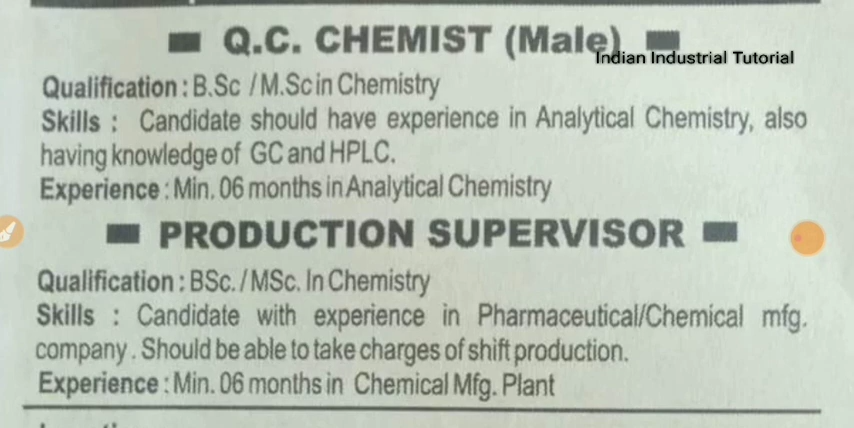 Q.C. CHEMIST (Male)
Indian Industrial Tutorial
Qualification : B.Sc / M.Sc in Chemistry
Skills : Candidate should have experience in Analytical Chemistry, also
having knowledge of GC and HPLC.
Experience : Min. 06 months in Analytical Chemistry
PRODUCTION SUPERVISOR
Qualification : BSc. / MSc. In Chemistry
Skills : Candidate with experience in Pharmaceutical/Chemical mfg.
company . Should be able to take charges of shift production.
Experience : Min. 06 months in Chemical Mfg. Plant